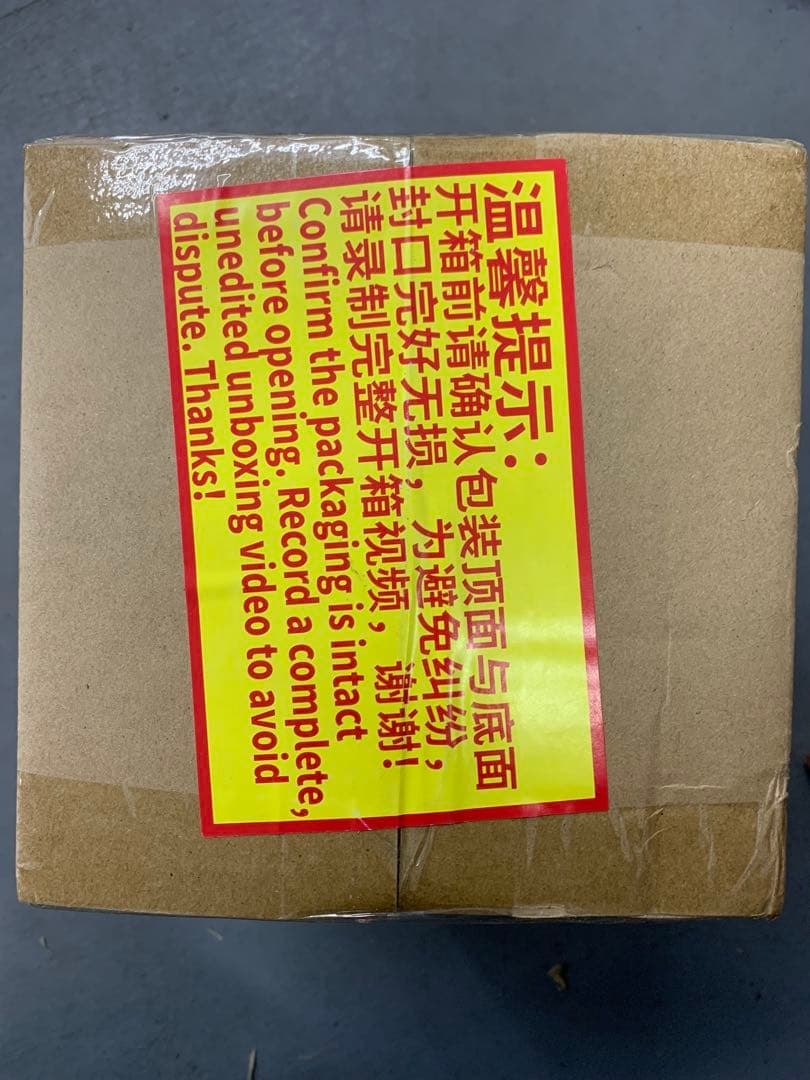 温馨提示:
开箱前请确认包装顶面与底面
封口完好无损，为避免纠纷，
请录制完整开箱视频，谢谢!
Confirm the packaging is intact
before opening. Record a complete,
unedited unboxing video to avoid
dispute. Thanks!